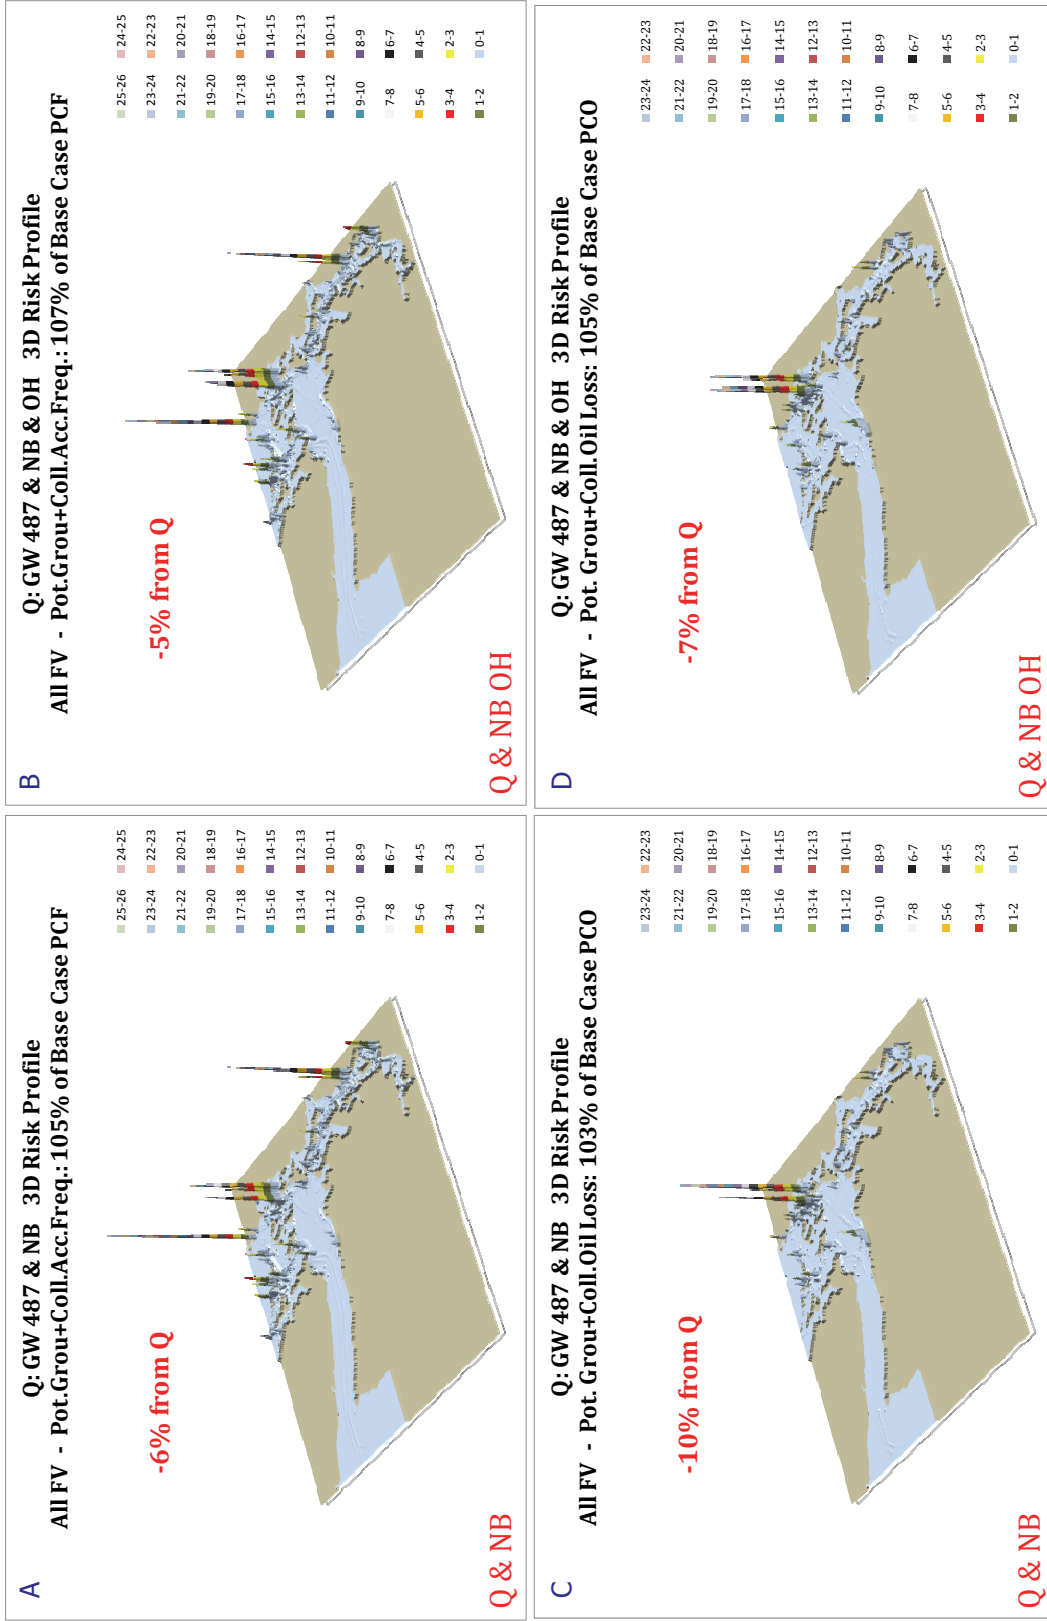 A
Q: GW 487 & NB 3D Risk Profile
All FV - Pot.Grou+Coll.Acc.Freq.: 105% of Base Case PCF
-6% from Q
Q & NB
25-26 24-25
23-24 22-23
21-22 20-21
19-20 18-19
17-18 16-17
15-16 14-15
13-14 12-13
11-12 10-11
9-10 8-9
7-8 6-7
5-6 4-5
3-4 2-3
1-2 0-1
B
Q: GW 487 & NB & OH 3D Risk Profile
All FV - Pot.Grou+Coll.Acc.Freq.: 107% of Base Case PCF
-5% from Q
Q & NB OH
25-26 24-25
23-24 22-23
21-22 20-21
19-20 18-19
17-18 16-17
15-16 14-15
13-14 12-13
11-12 10-11
9-10 8-9
7-8 6-7
5-6 4-5
3-4 2-3
1-2 0-1
C
Q: GW 487 & NB 3D Risk Profile
All FV - Pot. Grou+Coll.Oil Loss: 103% of Base Case PCO
-10% from Q
Q & NB
23-24 22-23
21-22 20-21
19-20 18-19
17-18 16-17
15-16 14-15
13-14 12-13
11-12 10-11
9-10 8-9
7-8 6-7
5-6 4-5
3-4 2-3
1-2 0-1
D
Q: GW 487 & NB & OH 3D Risk Profile
All FV - Pot. Grou+Coll.Oil Loss: 105% of Base Case PCO
-7% from Q
Q & NB OH
23-24 22-23
21-22 20-21
19-20 18-19
17-18 16-17
15-16 14-15
13-14 12-13
11-12 10-11
9-10 8-9
7-8 6-7
5-6 4-5
3-4 2-3
1-2 0-1